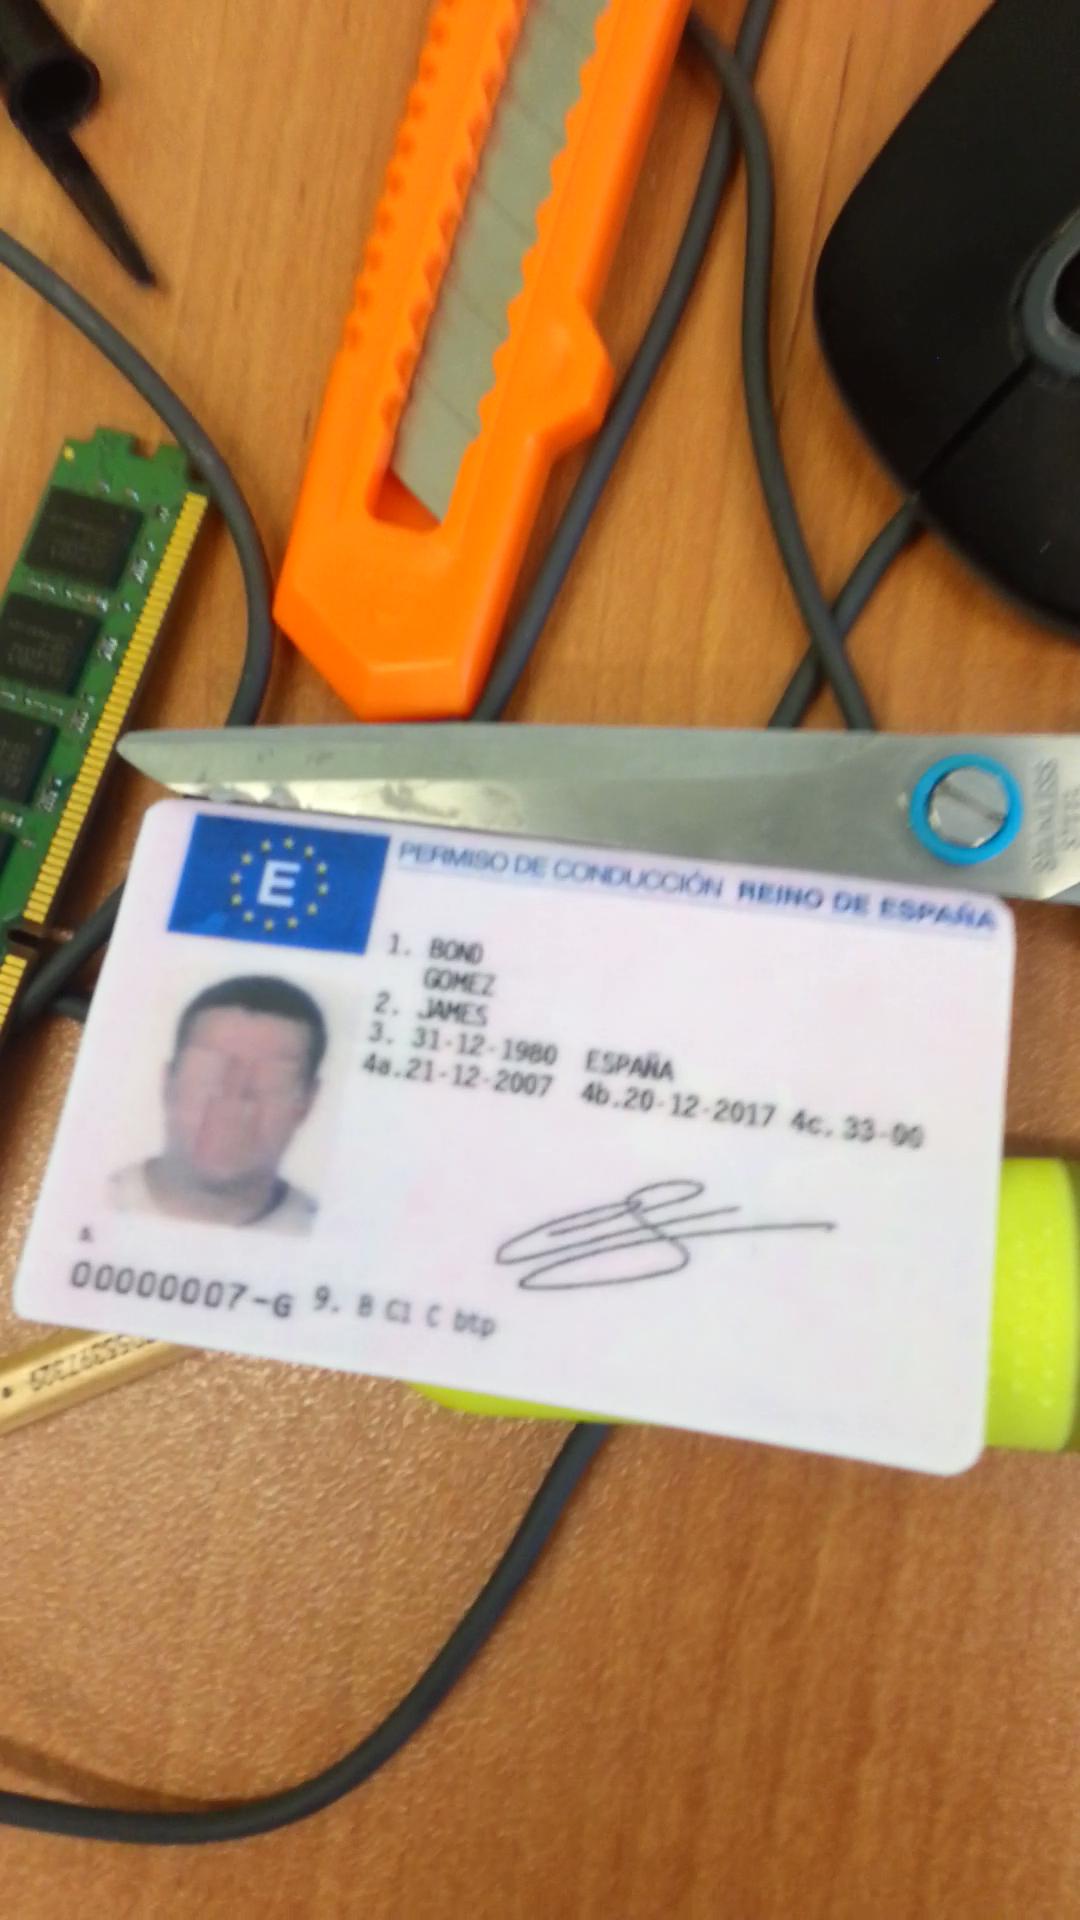 STAINLESS
STEEL
E
PERMISO DE CONDUCCIÓN REINO DE ESPAÑA
1. BOND
GOMEZ
2. JAMES
3. 31-12-1980 ESPAÑA
4a.21-12-2007 4b.20-12-2017 4c.33-00
5.
00000007-G 9. B C1 C btp